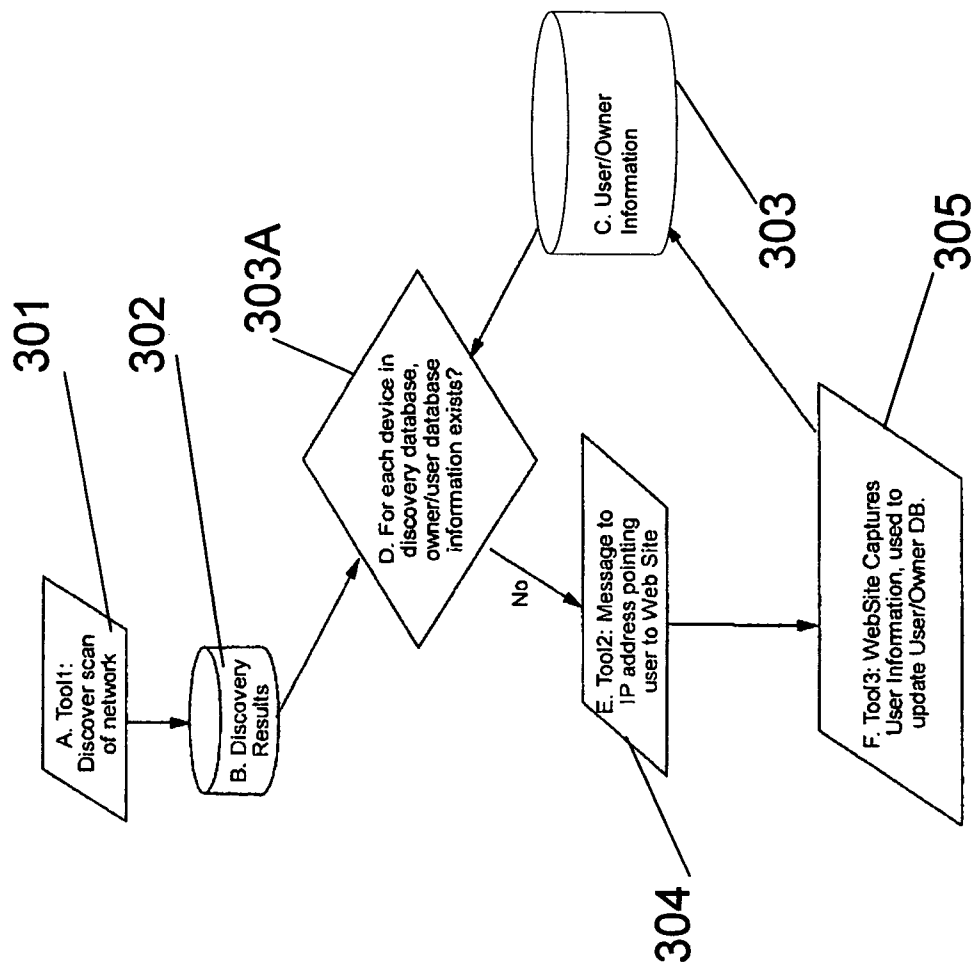 301
A. Tool1:
Discover scan
of network
302
B. Discovery
Results
303A
D. For each device in
discovery database,
owner/user database
information exists?
C. User/Owner
Information
303
No
E. Tool2: Message to
IP address pointing
user to Web Site
304
F. Tool3: WebSite Captures
User Information, used to
update User/Owner DB.
305